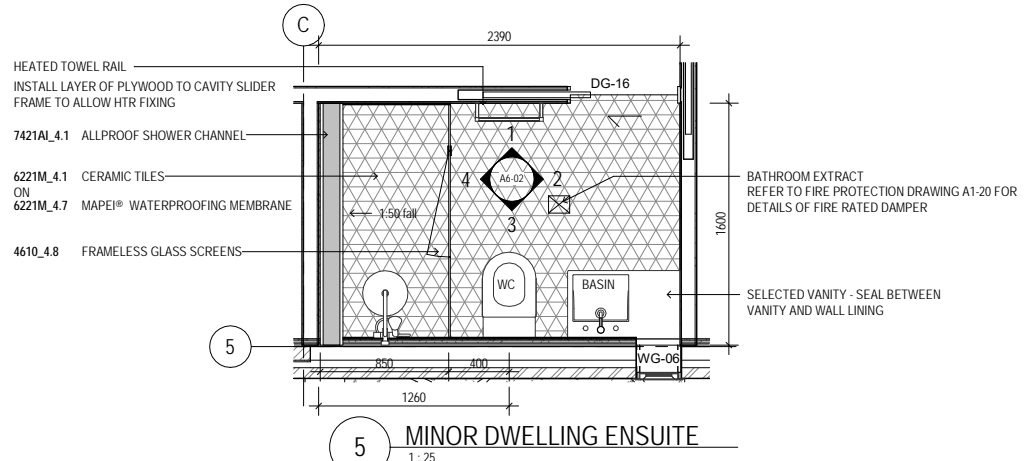 C
2390
HEATED TOWEL RAIL
INSTALL LAYER OF PLYWOOD TO CAVITY SLIDER
FRAME TO ALLOW HTR FIXING
DG-16
7421AI_4.1 ALLPROOF SHOWER CHANNEL
1
4 A6-02 2
3
6221M_4.1 CERAMIC TILES
ON
6221M_4.7 MAPEI® WATERPROOFING MEMBRANE
BATHROOM EXTRACT
REFER TO FIRE PROTECTION DRAWING A1-20 FOR
DETAILS OF FIRE RATED DAMPER
1:50 fall
1600
4610_4.8 FRAMELESS GLASS SCREENS
WC
BASIN
SELECTED VANITY - SEAL BETWEEN
VANITY AND WALL LINING
5
WG-06
850
400
1260
5 MINOR DWELLING ENSUITE
1 : 25